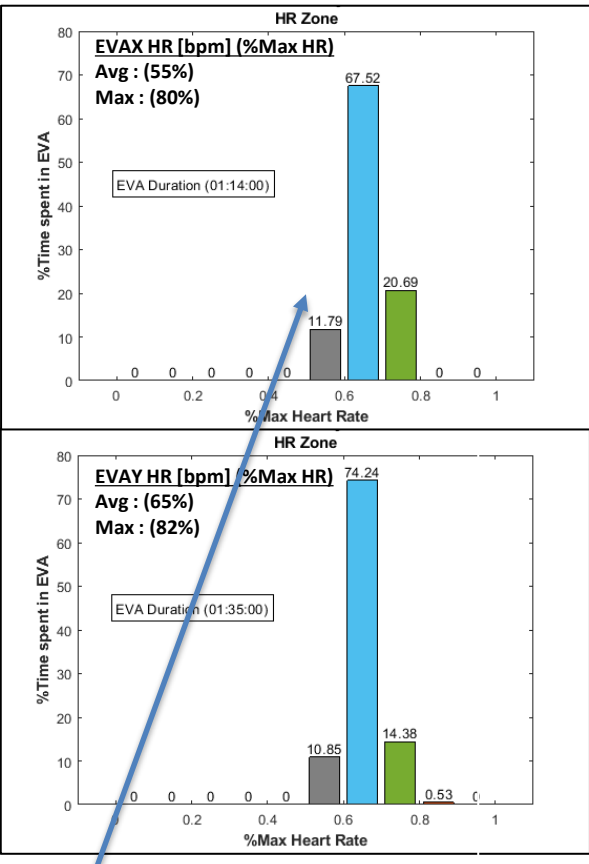 HR Zone
EVAX HR [bpm] (%Max HR)
Avg : (55%)
Max : (80%)
EVA Duration (01:14:00)
%Time spent in EVA
80
70
60
50
40
30
20
10
0
0 0 0 0 0 11.79 67.52 20.69 0 0
0 0.2 0.4 0.6 0.8 1
%Max Heart Rate
HR Zone
EVAY HR [bpm] (%Max HR)
Avg : (65%)
Max : (82%)
EVA Duration (01:35:00)
%Time spent in EVA
80
70
60
50
40
30
20
10
0
0 0 0 0 0 10.85 74.24 14.38 0.53 0
0 0.2 0.4 0.6 0.8 1
%Max Heart Rate